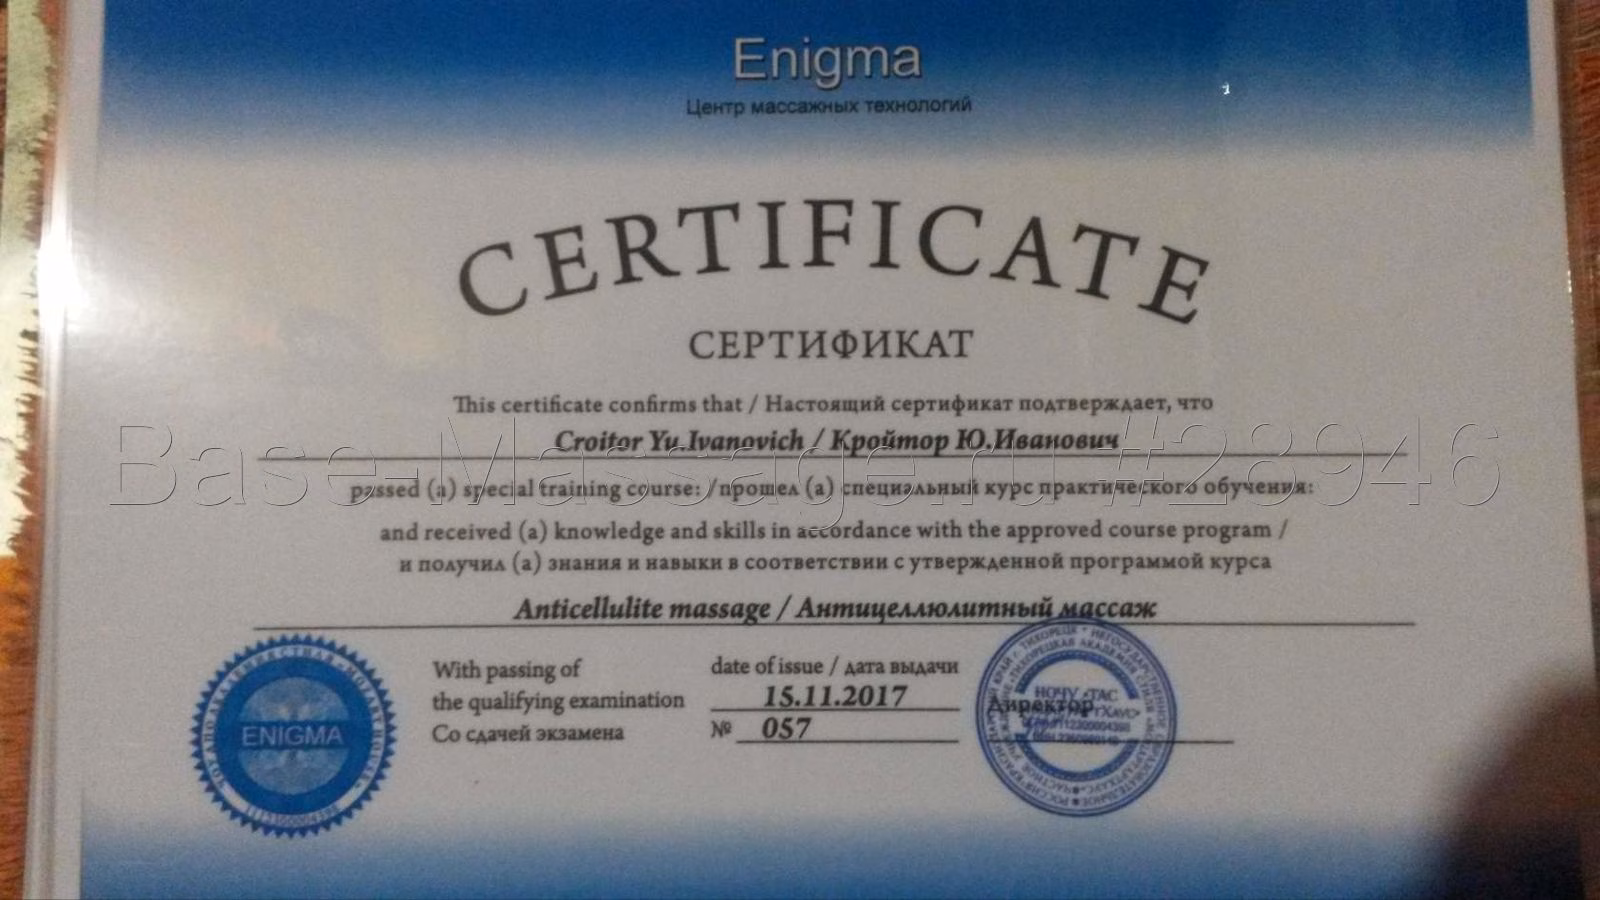 Enigma
Центр массажных технологий
CERTIFICATE
СЕРТИФИКАТ
This certificate confirms that / Настоящий сертификат подтверждает, что
Croitor Yu.Ivanovich / Кройтор Ю.Иванович
Base-Massage.ru #28946
passed (a) special training course: /прошел (а) специальный курс практического обучения:
and received (a) knowledge and skills in accordance with the approved course program /
и получил (а) знания и навыки в соответствии с утвержденной программой курса
Anticellulite massage / Антицеллюлитный массаж
With passing of
the qualifying examination
Со сдачей экзамена
date of issue / дата выдачи
15.11.2017
№ 057
Директор
ENIGMA
НОЧУ «ТАС